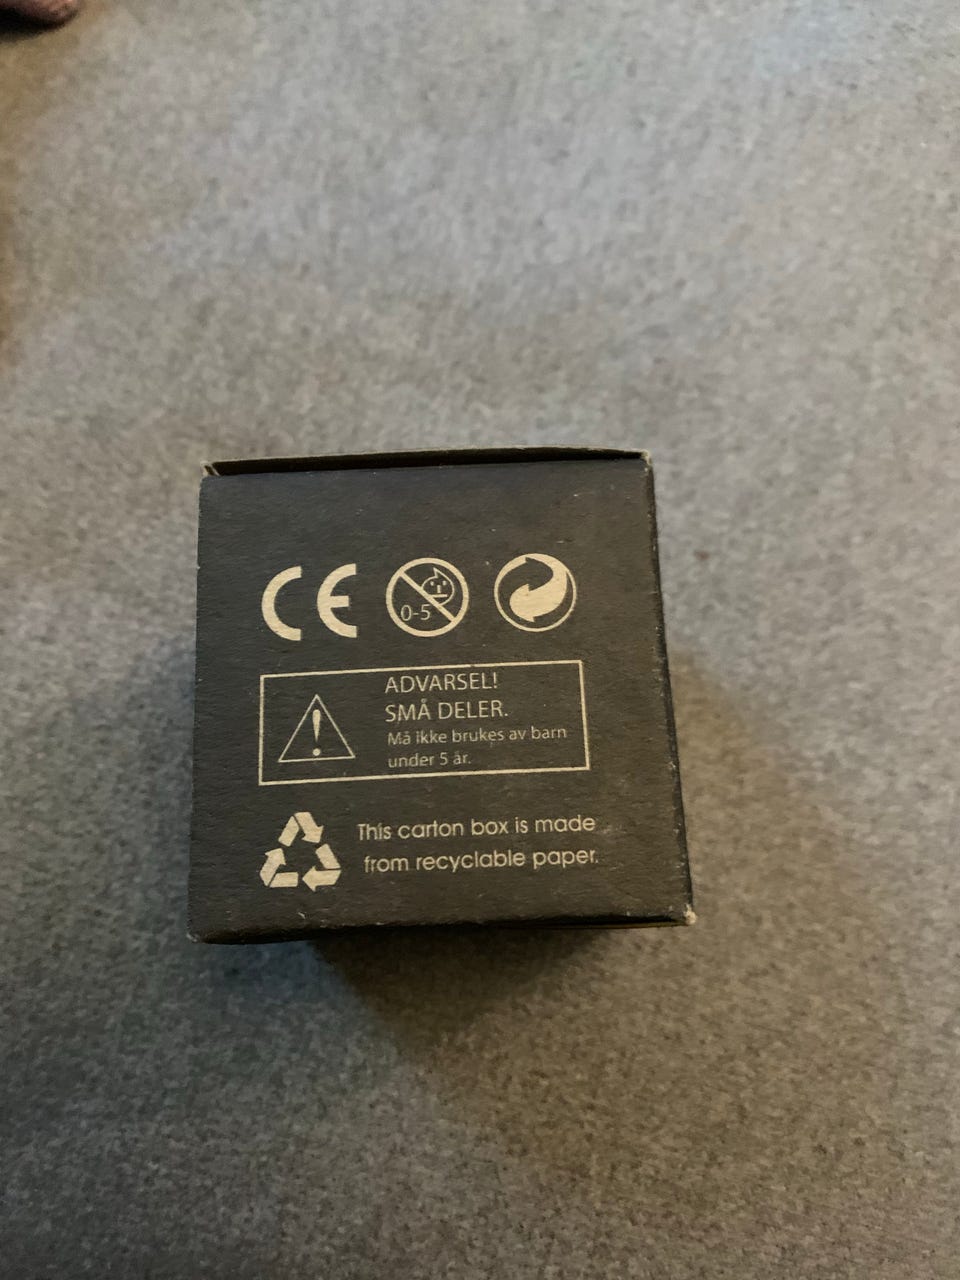 CE
0-5
ADVARSEL!
SMÅ DELER.
Må ikke brukes av barn
under 5 år.
This carton box is made
from recyclable paper.